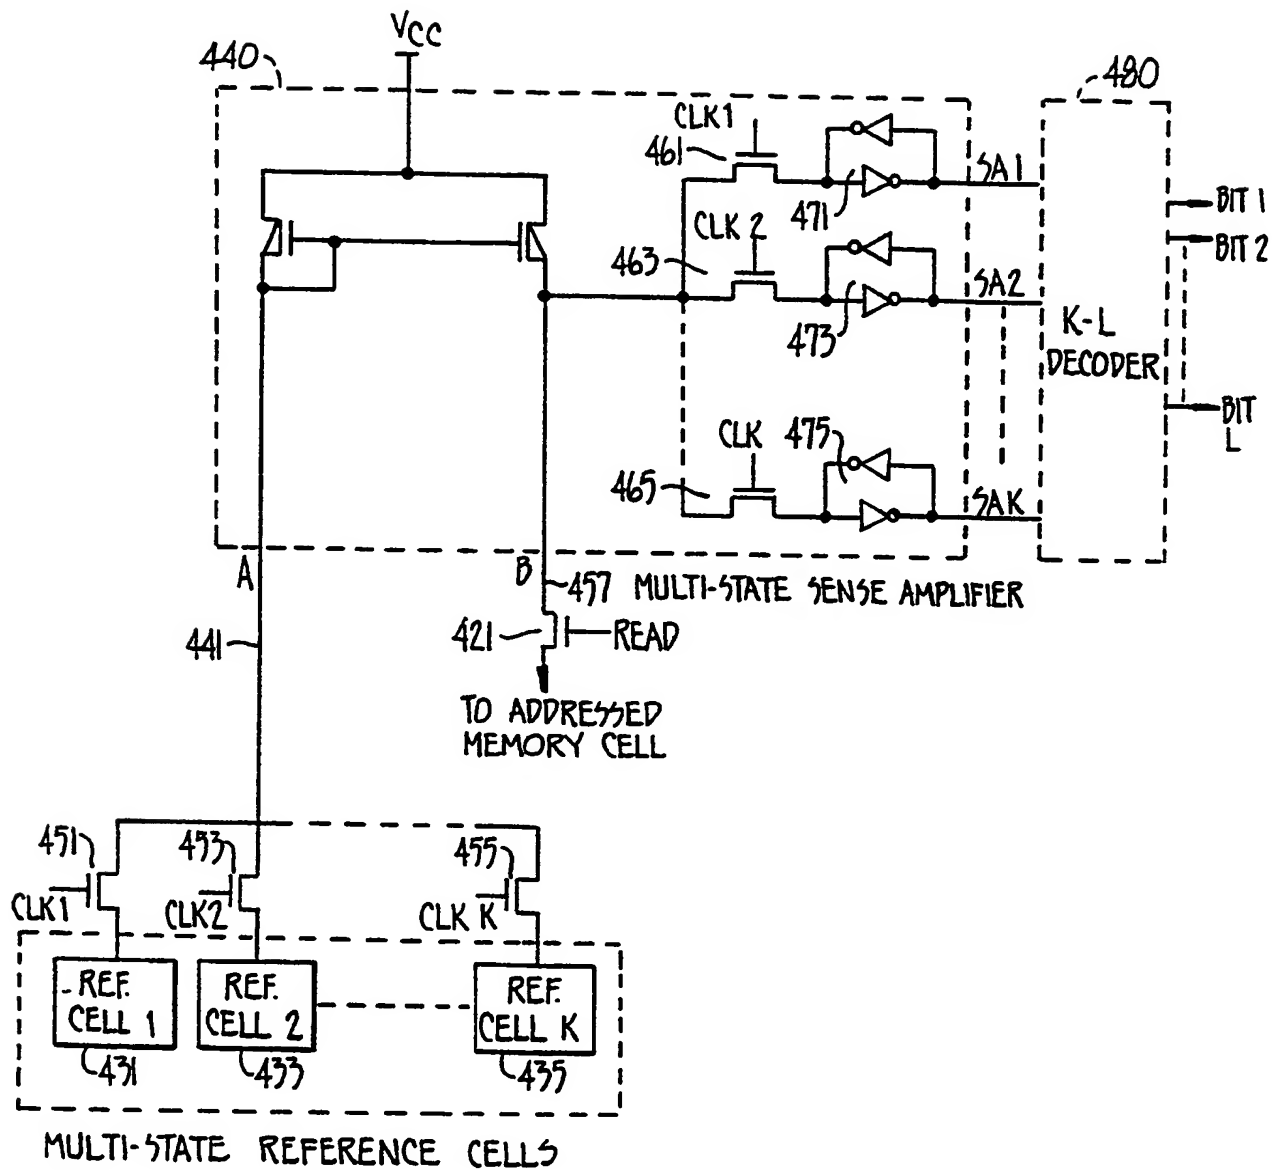 VCC
440
480
CLK1
461
471
SA1
BIT 1
CLK 2
BIT 2
463
473
SA2
K-L
DECODER
CLK
475
BIT
L
465
SAK
A
B
457
MULTI-STATE SENSE AMPLIFIER
441
421
READ
TO ADDRESSED
MEMORY CELL
451
453
455
CLK1
CLK2
CLK K
REF.
CELL 1
REF.
CELL 2
REF.
CELL K
431
433
435
MULTI-STATE REFERENCE CELLS